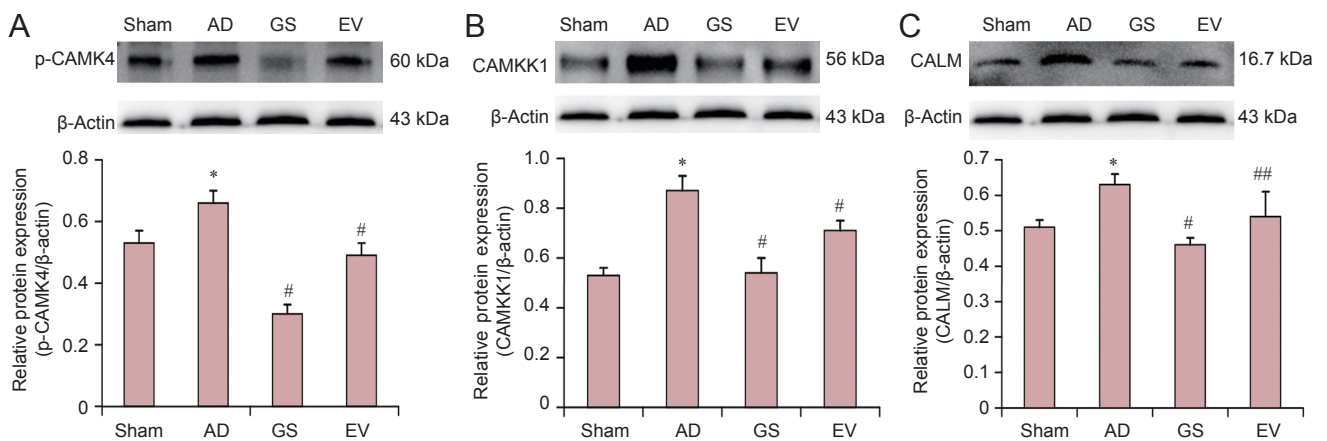 A
Sham AD GS EV
p-CAMK4 60 kDa
β-Actin 43 kDa
Relative protein expression
(p-CAMK4/β-actin)
0.8
0.6
0.4
0.2
0
*
#
#
Sham AD GS EV
B
Sham AD GS EV
CAMKK1 56 kDa
β-Actin 43 kDa
Relative protein expression
(CAMKK1/β-actin)
1.0
0.8
0.6
0.4
0.2
0.0
*
#
#
Sham AD GS EV
C
Sham AD GS EV
CALM 16.7 kDa
β-Actin 43 kDa
Relative protein expression
(CALM/β-actin)
0.7
0.6
0.5
0.4
0.3
0.2
0.1
0
*
#
##
Sham AD GS EV